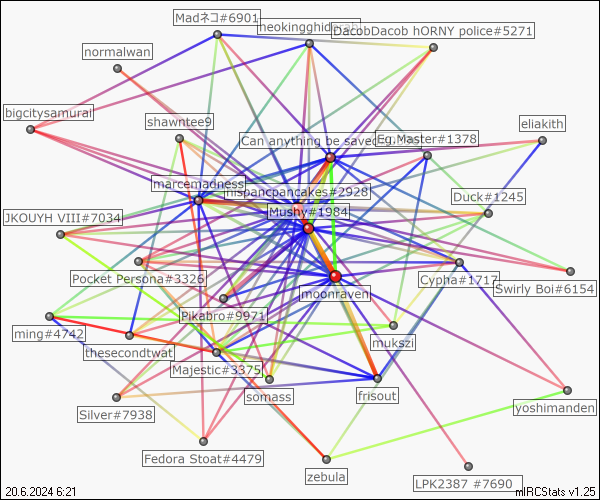 Madネコ#6901
DacobDacob hORNY police#5271
normalwan
bigcitysamurai
shawntee9
Can anything be saved
Eg.Master#1378
eliakith
marcemadness
nispancpancakes#2928
Duck#1245
Mushy#1984
JKOUYH VIII#7034
Pocket Persona#3326
Cypha#1717
Swirly Boi#6154
moonraven
Pikabro#9971
ming#4742
mukszi
thesecondtwat
Majestic#3375
somass
frisout
Silver#7938
yoshimanden
Fedora Stoat#4479
zebula
LPK2387 #7690
20.6.2024 6:21
mIRCStats v1.25